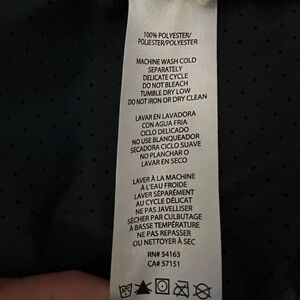 100% POLYESTER/
POLIESTER/POLYESTER
MACHINE WASH COLD
SEPARATELY
DELICATE CYCLE
DO NOT BLEACH
TUMBLE DRY LOW
DO NOT IRON OR DRY CLEAN
LAVAR EN LAVADORA
CON AGUA FRIA
CICLO DELICADO
NO USE BLANQUEADOR
SECADORA CICLO SUAVE
NO PLANCHAR O
LAVAR EN SECO
LAVER À LA MACHINE
À L'EAU FROIDE
LAVER SÉPARÉMENT
AU CYCLE DÉLICAT
NE PAS JAVELLISER
SÉCHER PAR CULBUTAGE
À BASSE TEMPÉRATURE
NE PAS REPASSER
OU NETTOYER À SEC
RN# 54163
CA# 57151